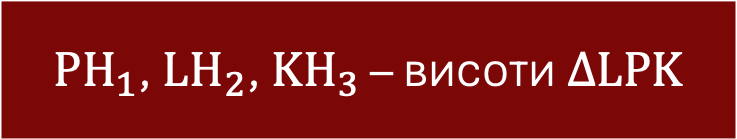 PH₁, LH₂, KH₃ – висоти ΔLPK